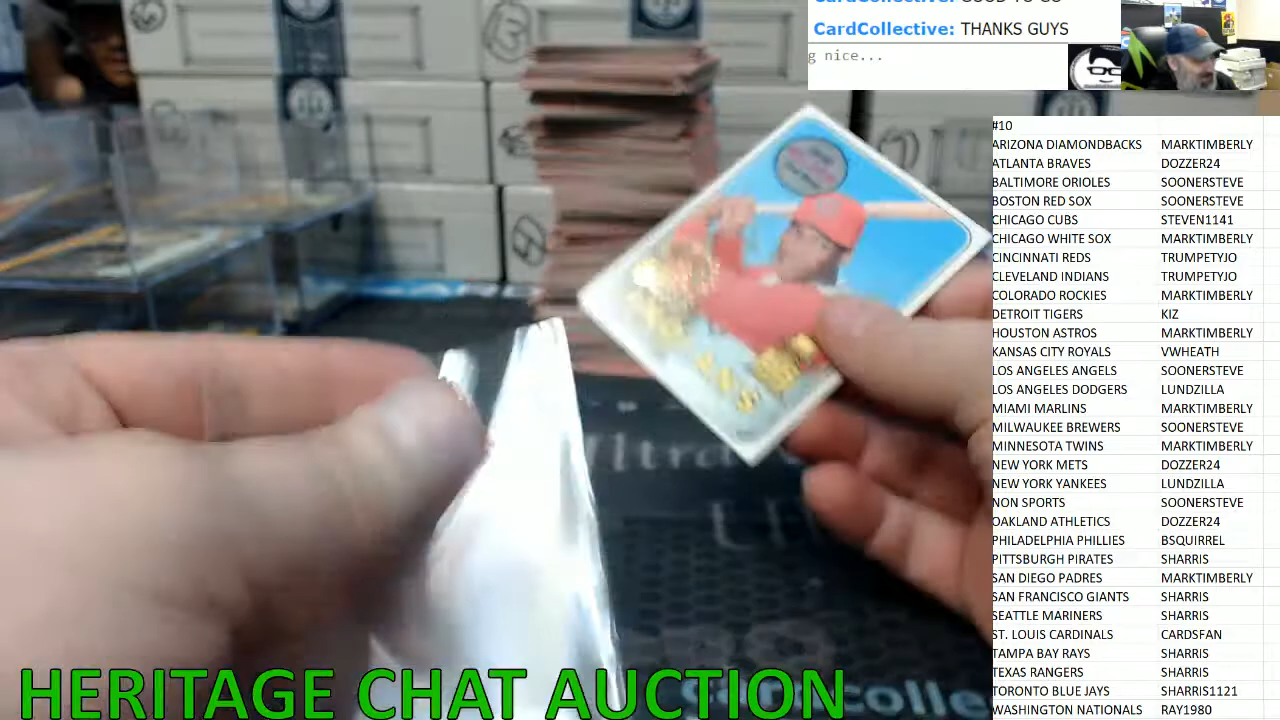 GOOD TO GO
CardCollective: THANKS GUYS
g nice...
#10
ARIZONA DIAMONDBACKS MARKTIMBERLY
ATLANTA BRAVES DOZZER24
BALTIMORE ORIOLES SOONERSTEVE
BOSTON RED SOX SOONERSTEVE
CHICAGO CUBS STEVEN1141
CHICAGO WHITE SOX MARKTIMBERLY
CINCINNATI REDS TRUMPETYJO
CLEVELAND INDIANS TRUMPETYJO
COLORADO ROCKIES MARKTIMBERLY
DETROIT TIGERS KIZ
HOUSTON ASTROS MARKTIMBERLY
KANSAS CITY ROYALS VWHEATH
LOS ANGELES ANGELS SOONERSTEVE
LOS ANGELES DODGERS LUNDZILLA
MIAMI MARLINS MARKTIMBERLY
MILWAUKEE BREWERS SOONERSTEVE
MINNESOTA TWINS MARKTIMBERLY
NEW YORK METS DOZZER24
NEW YORK YANKEES LUNDZILLA
NON SPORTS SOONERSTEVE
OAKLAND ATHLETICS DOZZER24
PHILADELPHIA PHILLIES BSQUIRREL
PITTSBURGH PIRATES SHARRIS
SAN DIEGO PADRES MARKTIMBERLY
SAN FRANCISCO GIANTS SHARRIS
SEATTLE MARINERS SHARRIS
ST. LOUIS CARDINALS CARDSFAN
TAMPA BAY RAYS SHARRIS
TEXAS RANGERS SHARRIS
TORONTO BLUE JAYS SHARRIS1121
WASHINGTON NATIONALS RAY1980
Ultra
HERITAGE CHAT AUCTION